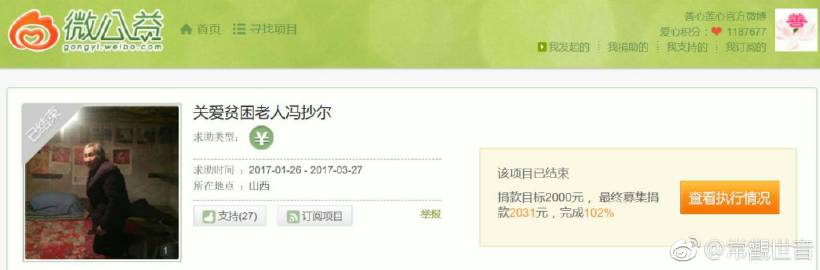 微公益
gongyi.weibo.com
首页
寻找项目
善心莲心官方微博
爱心积分：1187677
我发起的
我捐助的
我支持的
我订阅的
善
已结束
1
关爱贫困老人冯抄尔
求助类型：
¥
求助时间：2017-01-26 - 2017-03-27
所在地点：山西
支持(27)
订阅项目
举报
该项目已结束
捐款目标2000元，最终募集捐
款2031元，完成102%
查看执行情况
@常觀世音